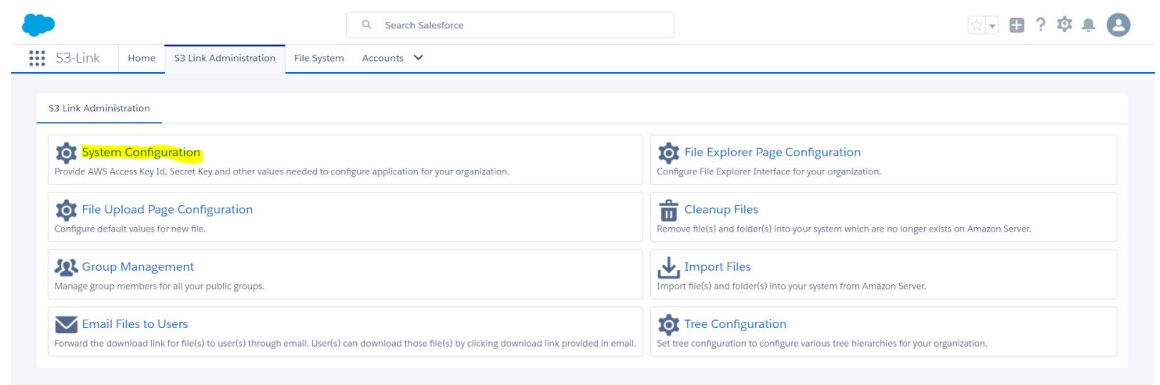 Search Salesforce
S3-Link Home S3 Link Administration File System Accounts
S3 Link Administration
System Configuration
Provide AWS Access Key Id, Secret Key and other values needed to configure application for your organization.
File Explorer Page Configuration
Configure File Explorer Interface for your organization.
File Upload Page Configuration
Configure default values for new file.
Cleanup Files
Remove file(s) and folder(s) into your system which are no longer exists on Amazon Server.
Group Management
Manage group members for all your public groups.
Import Files
Import file(s) and folder(s) into your system from Amazon Server.
Email Files to Users
Forward the download link for file(s) to user(s) through email. User(s) can download those file(s) by clicking download link provided in email.
Tree Configuration
Set tree configuration to configure various tree hierarchies for your organization.